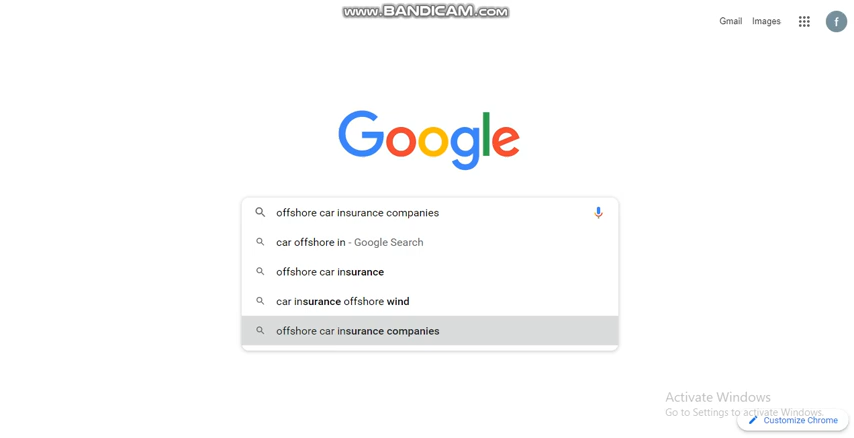 www.BANDICAM.com
Gmail Images f
Google
offshore car insurance companies
car offshore in - Google Search
offshore car insurance
car insurance offshore wind
offshore car insurance companies
Activate Windows
Go to Settings to activate Windows.
Customize Chrome